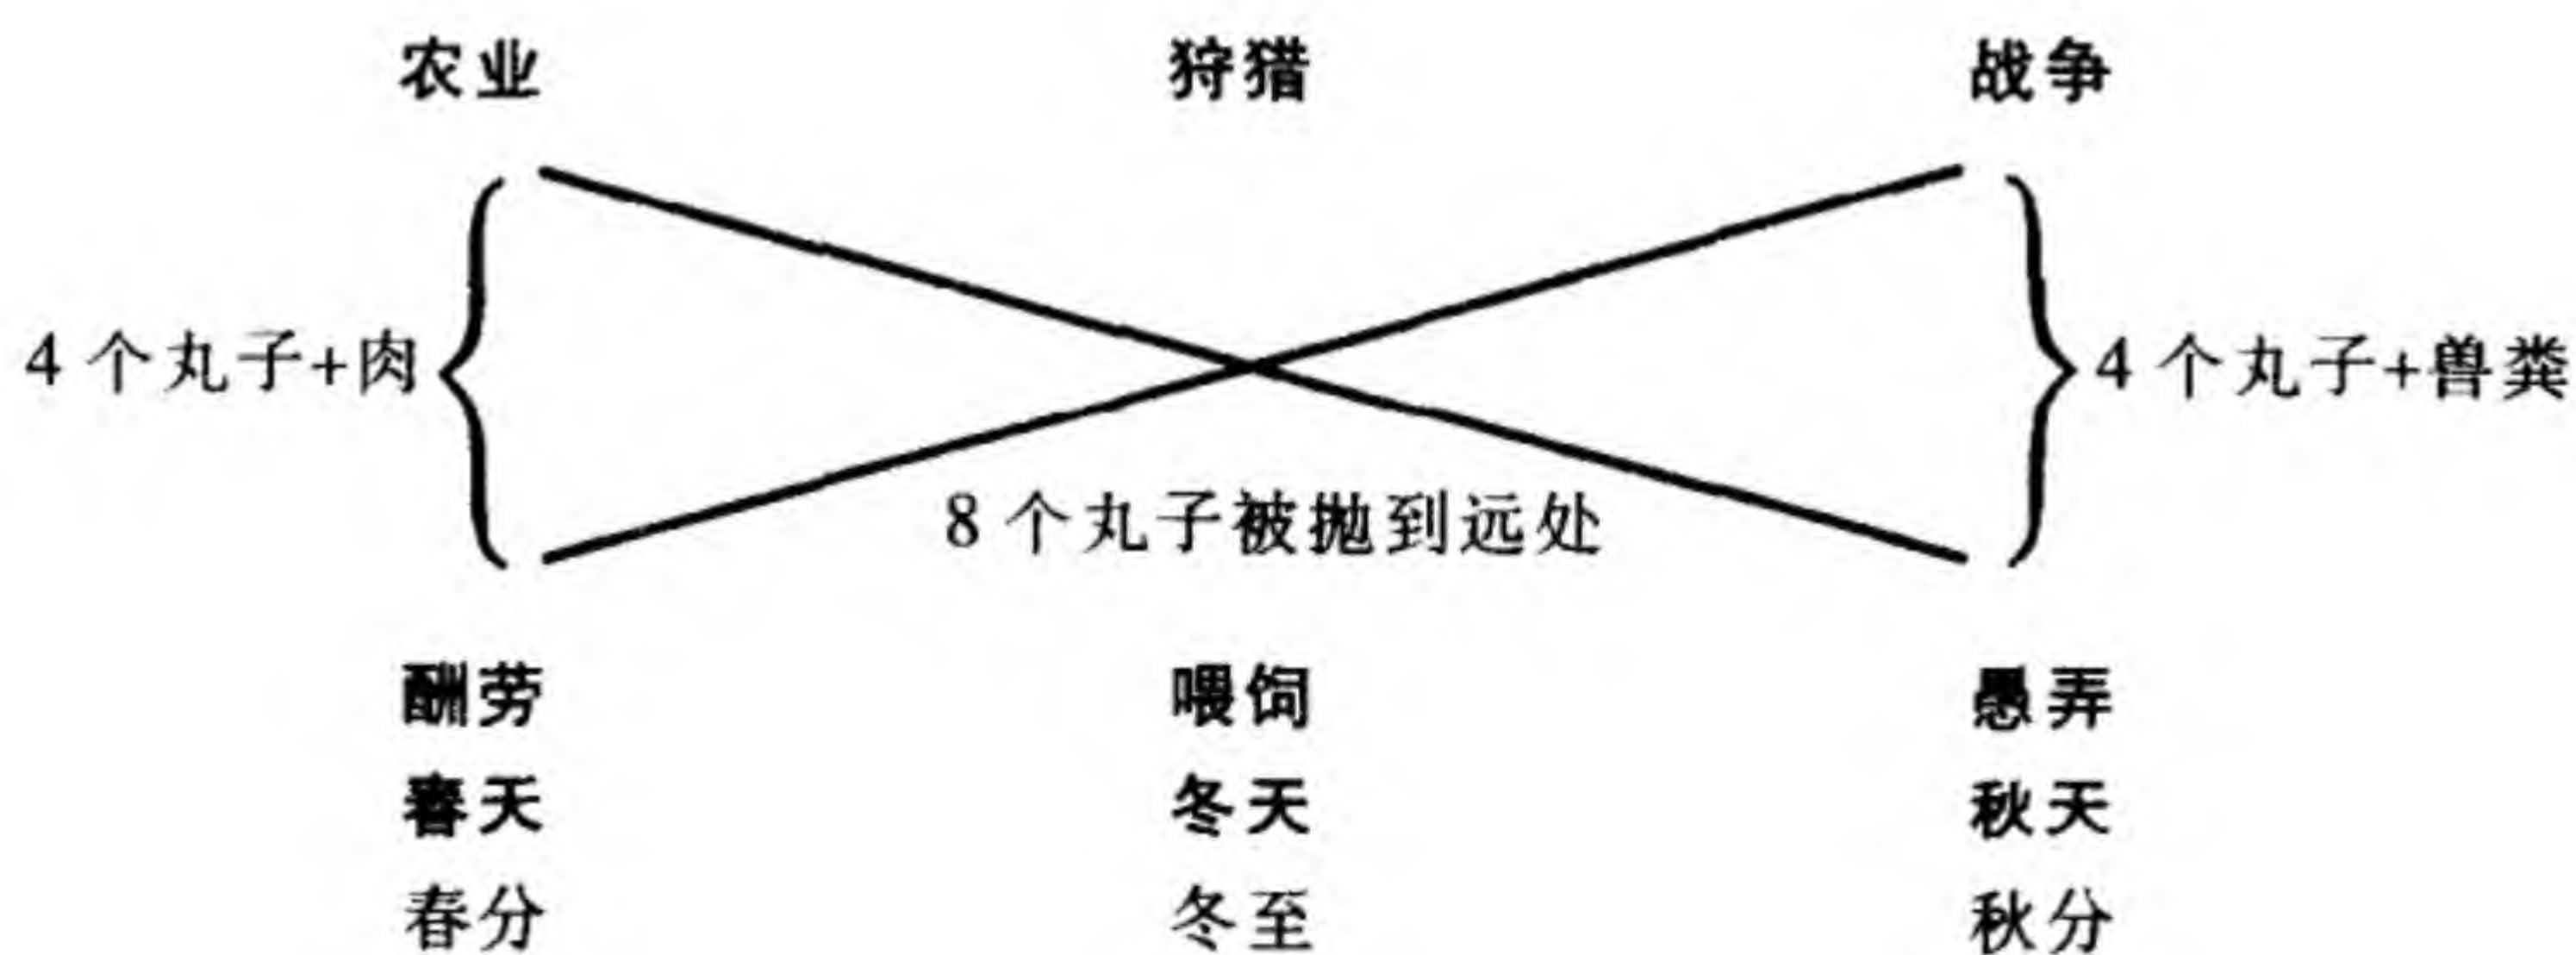 农业 狩猎 战争
4 个丸子+肉 4 个丸子+兽粪
8 个丸子被抛到远处
酬劳 喂饲 愚弄
春天 冬天 秋天
春分 冬至 秋分